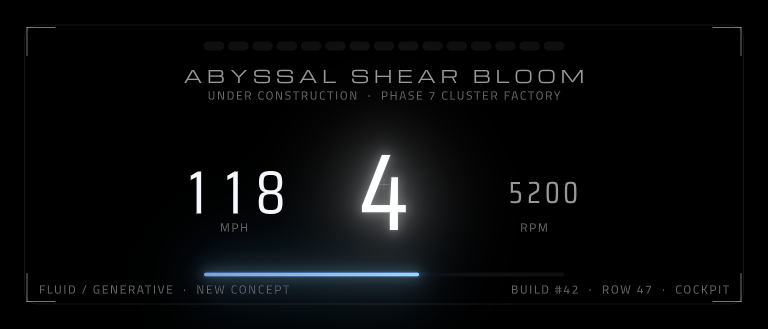 ABYSSAL SHEAR BLOOM
UNDER CONSTRUCTION · PHASE 7 CLUSTER FACTORY
118 4 5200
MPH RPM
FLUID / GENERATIVE · NEW CONCEPT BUILD #42 · ROW 47 · COCKPIT